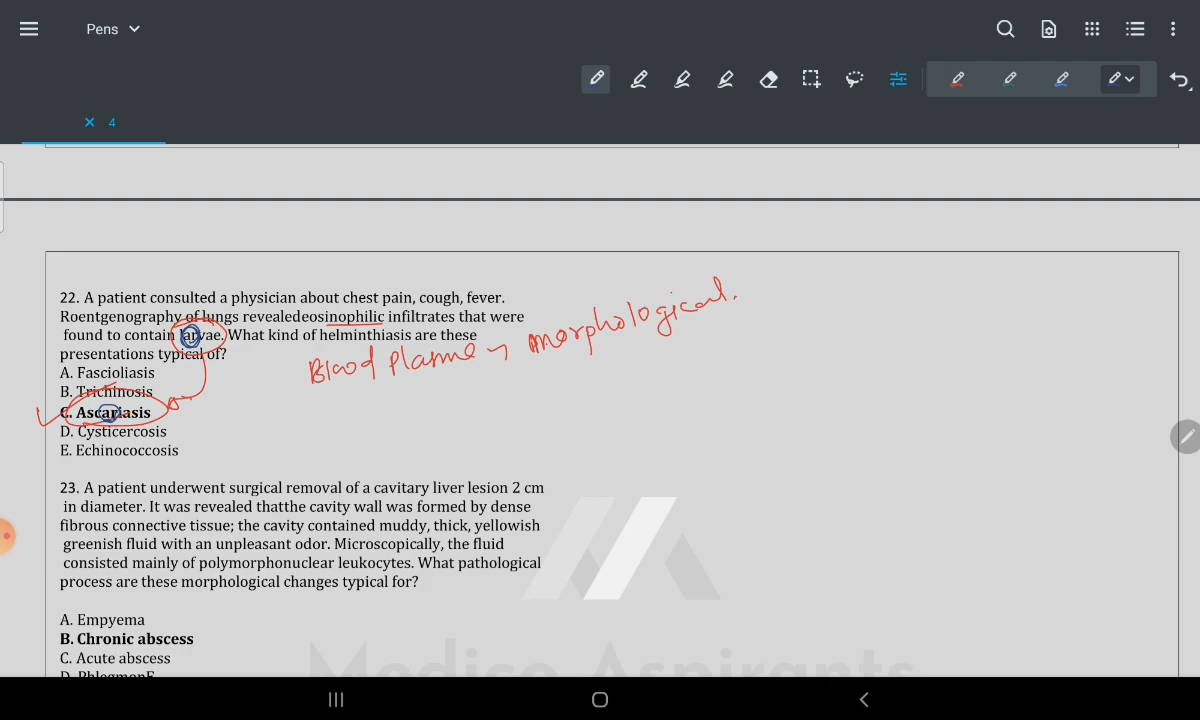 Pens
4
22. A patient consulted a physician about chest pain, cough, fever.
Roentgenography of lungs revealedeosinophilic infiltrates that were
found to contain larvae. What kind of helminthiasis are these
presentations typical of?
Blood plasma → morphological.
A. Fascioliasis
B. Trichinosis
C. Ascariasis
D. Cysticercosis
E. Echinococcosis
23. A patient underwent surgical removal of a cavitary liver lesion 2 cm
in diameter. It was revealed thatthe cavity wall was formed by dense
fibrous connective tissue; the cavity contained muddy, thick, yellowish
greenish fluid with an unpleasant odor. Microscopically, the fluid
consisted mainly of polymorphonuclear leukocytes. What pathological
process are these morphological changes typical for?
A. Empyema
B. Chronic abscess
C. Acute abscess
D. PhlegmonE
Medico Aspirants